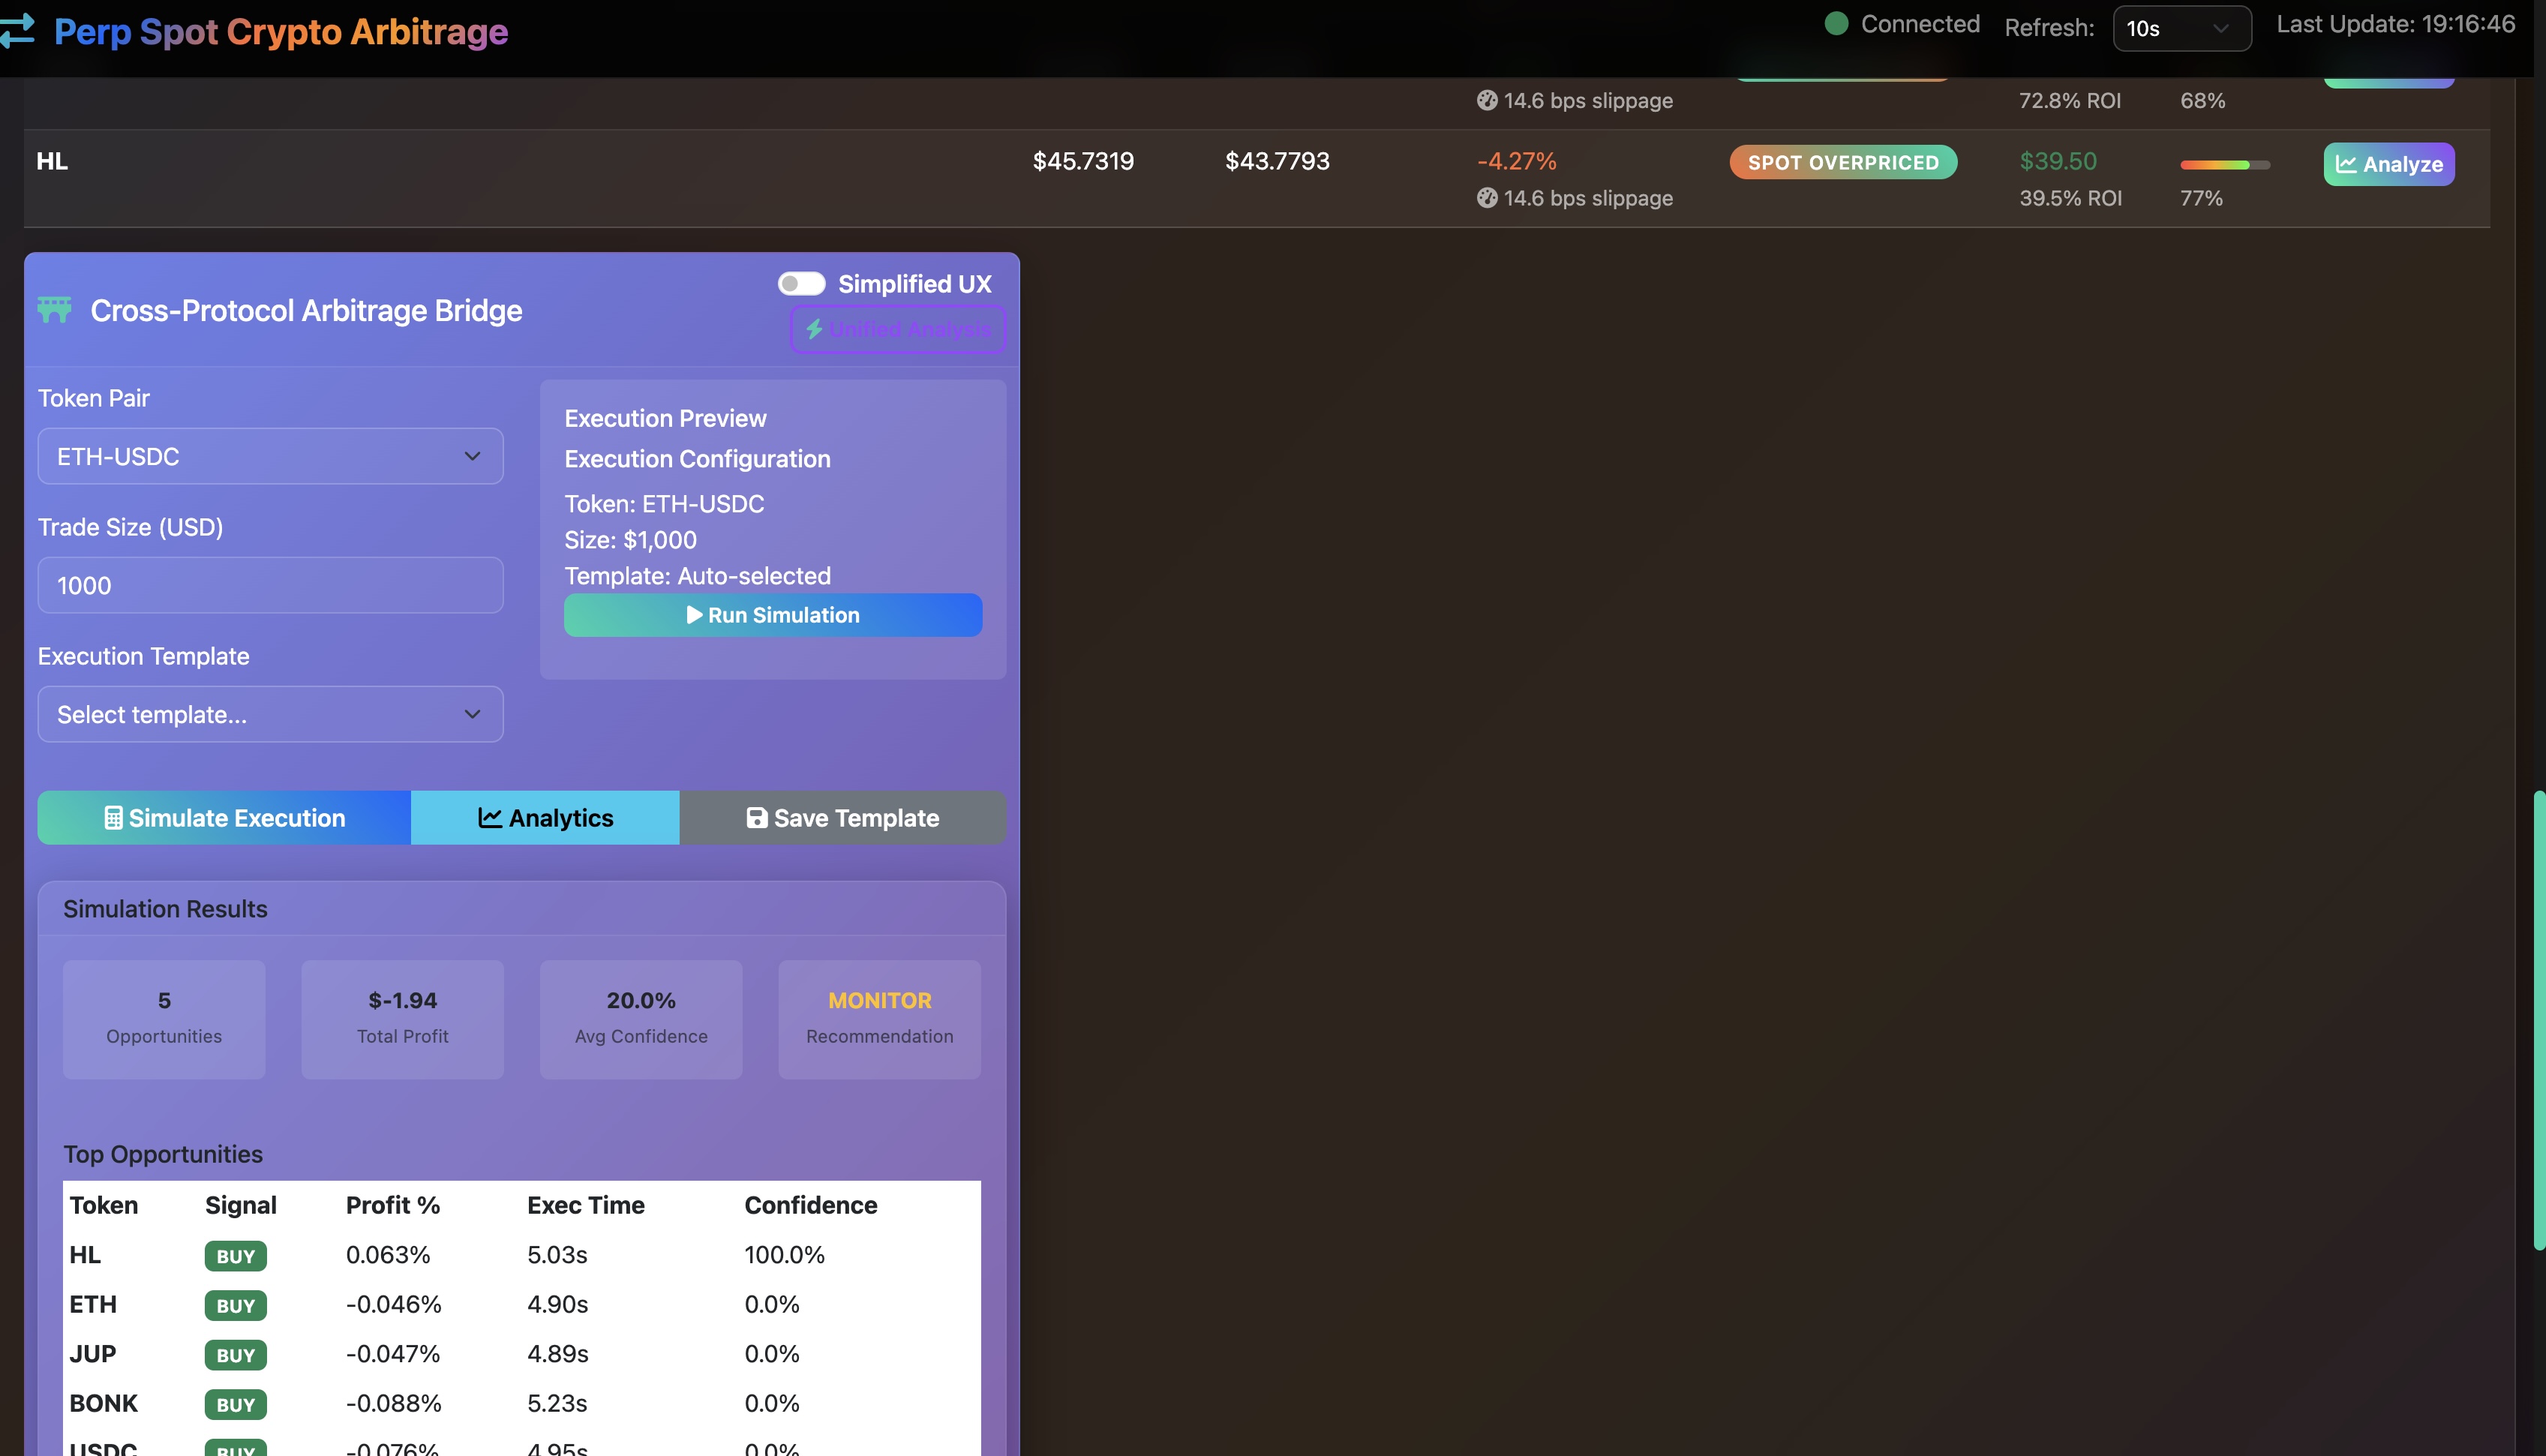 Perp Spot Crypto Arbitrage
Connected
Refresh:
10s
Last Update: 19:16:46
14.6 bps slippage
72.8% ROI
68%
HL
$45.7319
$43.7793
-4.27%
SPOT OVERPRICED
$39.50
Analyze
14.6 bps slippage
39.5% ROI
77%
Simplified UX
Cross-Protocol Arbitrage Bridge
Unified Analysis
Token Pair
ETH-USDC
Trade Size (USD)
1000
Execution Template
Select template...
Execution Preview
Execution Configuration
Token: ETH-USDC
Size: $1,000
Template: Auto-selected
Run Simulation
Simulate Execution
Analytics
Save Template
Simulation Results
5
Opportunities
$-1.94
Total Profit
20.0%
Avg Confidence
MONITOR
Recommendation
Top Opportunities
Token Signal Profit % Exec Time Confidence
HL BUY 0.063% 5.03s 100.0%
ETH BUY -0.046% 4.90s 0.0%
JUP BUY -0.047% 4.89s 0.0%
BONK BUY -0.088% 5.23s 0.0%
USDC BUY -0.076% 4.95s 0.0%